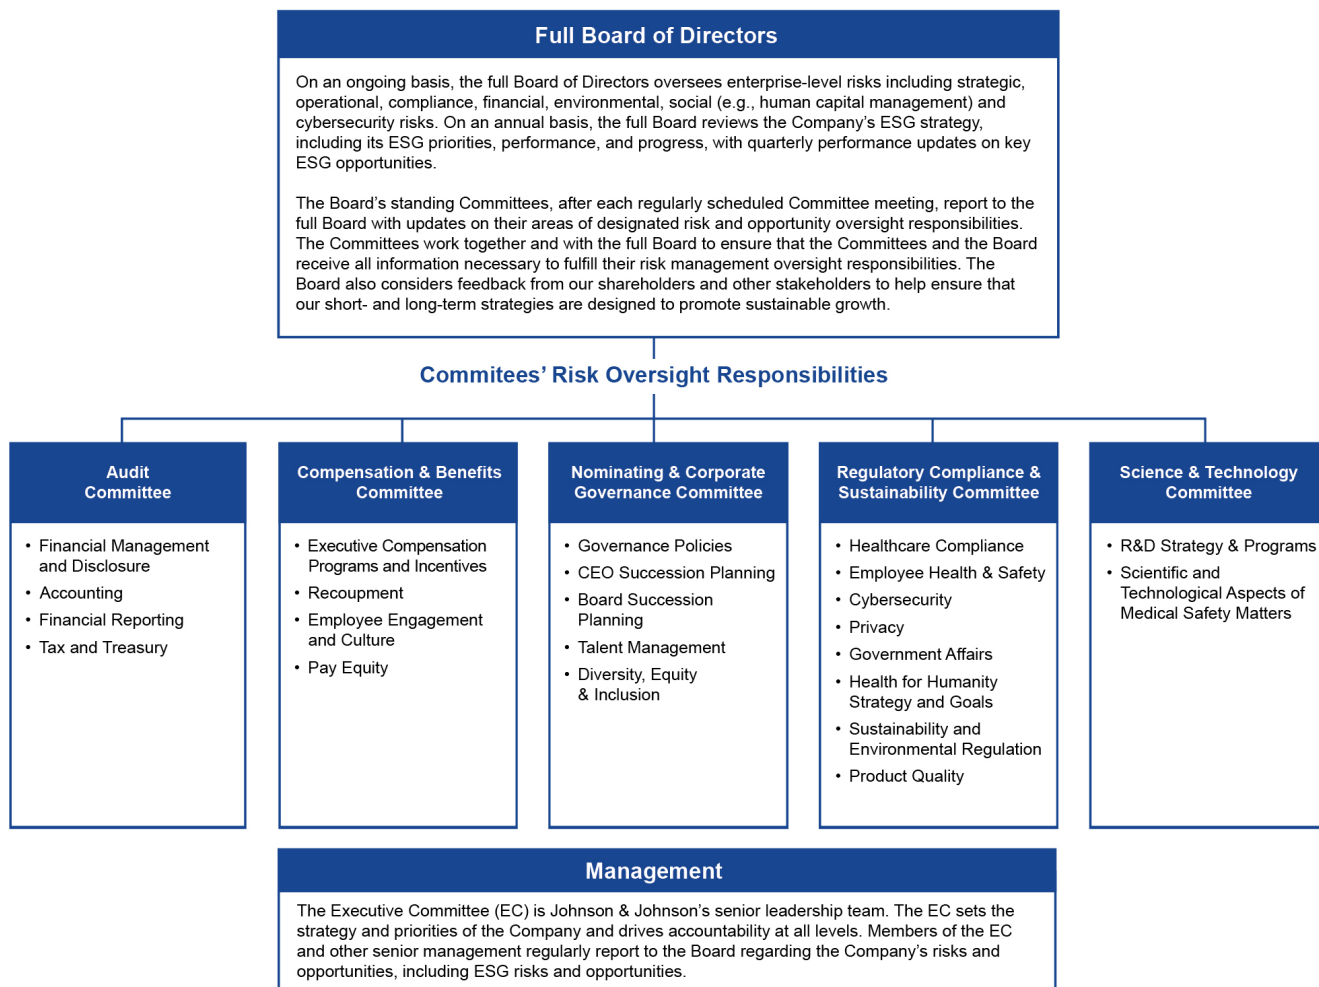 Full Board of Directors
On an ongoing basis, the full Board of Directors oversees enterprise-level risks including strategic,
operational, compliance, financial, environmental, social (e.g., human capital management) and
cybersecurity risks. On an annual basis, the full Board reviews the Company’s ESG strategy,
including its ESG priorities, performance, and progress, with quarterly performance updates on key
ESG opportunities.
The Board’s standing Committees, after each regularly scheduled Committee meeting, report to the
full Board with updates on their areas of designated risk and opportunity oversight responsibilities.
The Committees work together and with the full Board to ensure that the Committees and the Board
receive all information necessary to fulfill their risk management oversight responsibilities. The
Board also considers feedback from our shareholders and other stakeholders to help ensure that
our short- and long-term strategies are designed to promote sustainable growth.
Commitees’ Risk Oversight Responsibilities
Audit
Committee
• Financial Management
and Disclosure
• Accounting
• Financial Reporting
• Tax and Treasury
Compensation & Benefits
Committee
• Executive Compensation
Programs and Incentives
• Recoupment
• Employee Engagement
and Culture
• Pay Equity
Nominating & Corporate
Governance Committee
• Governance Policies
• CEO Succession Planning
• Board Succession
Planning
• Talent Management
• Diversity, Equity
& Inclusion
Regulatory Compliance &
Sustainability Committee
• Healthcare Compliance
• Employee Health & Safety
• Cybersecurity
• Privacy
• Government Affairs
• Health for Humanity
Strategy and Goals
• Sustainability and
Environmental Regulation
• Product Quality
Science & Technology
Committee
• R&D Strategy & Programs
• Scientific and
Technological Aspects of
Medical Safety Matters
Management
The Executive Committee (EC) is Johnson & Johnson’s senior leadership team. The EC sets the
strategy and priorities of the Company and drives accountability at all levels. Members of the EC
and other senior management regularly report to the Board regarding the Company’s risks and
opportunities, including ESG risks and opportunities.